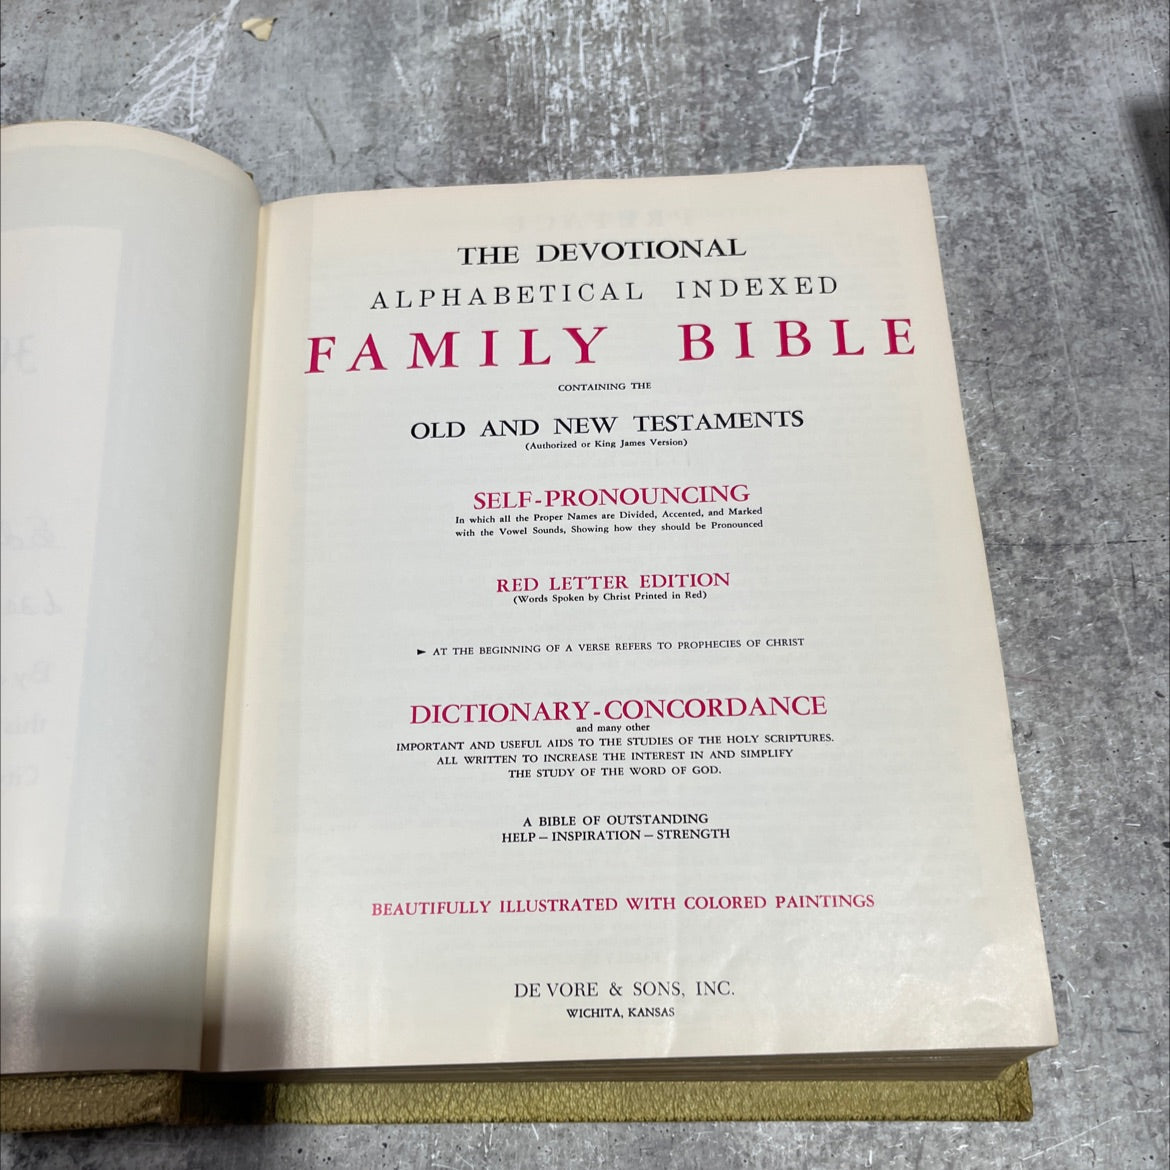 THE DEVOTIONAL
ALPHABETICAL INDEXED
FAMILY BIBLE
CONTAINING THE
OLD AND NEW TESTAMENTS
(Authorized or King James Version)
SELF-PRONOUNCING
In which all the Proper Names are Divided, Accented, and Marked
with the Vowel Sounds, Showing how they should be Pronounced
RED LETTER EDITION
(Words Spoken by Christ Printed in Red)
► AT THE BEGINNING OF A VERSE REFERS TO PROPHECIES OF CHRIST
DICTIONARY-CONCORDANCE
and many other
IMPORTANT AND USEFUL AIDS TO THE STUDIES OF THE HOLY SCRIPTURES.
ALL WRITTEN TO INCREASE THE INTEREST IN AND SIMPLIFY
THE STUDY OF THE WORD OF GOD.
A BIBLE OF OUTSTANDING
HELP — INSPIRATION — STRENGTH
BEAUTIFULLY ILLUSTRATED WITH COLORED PAINTINGS
DE VORE & SONS, INC.
WICHITA, KANSAS